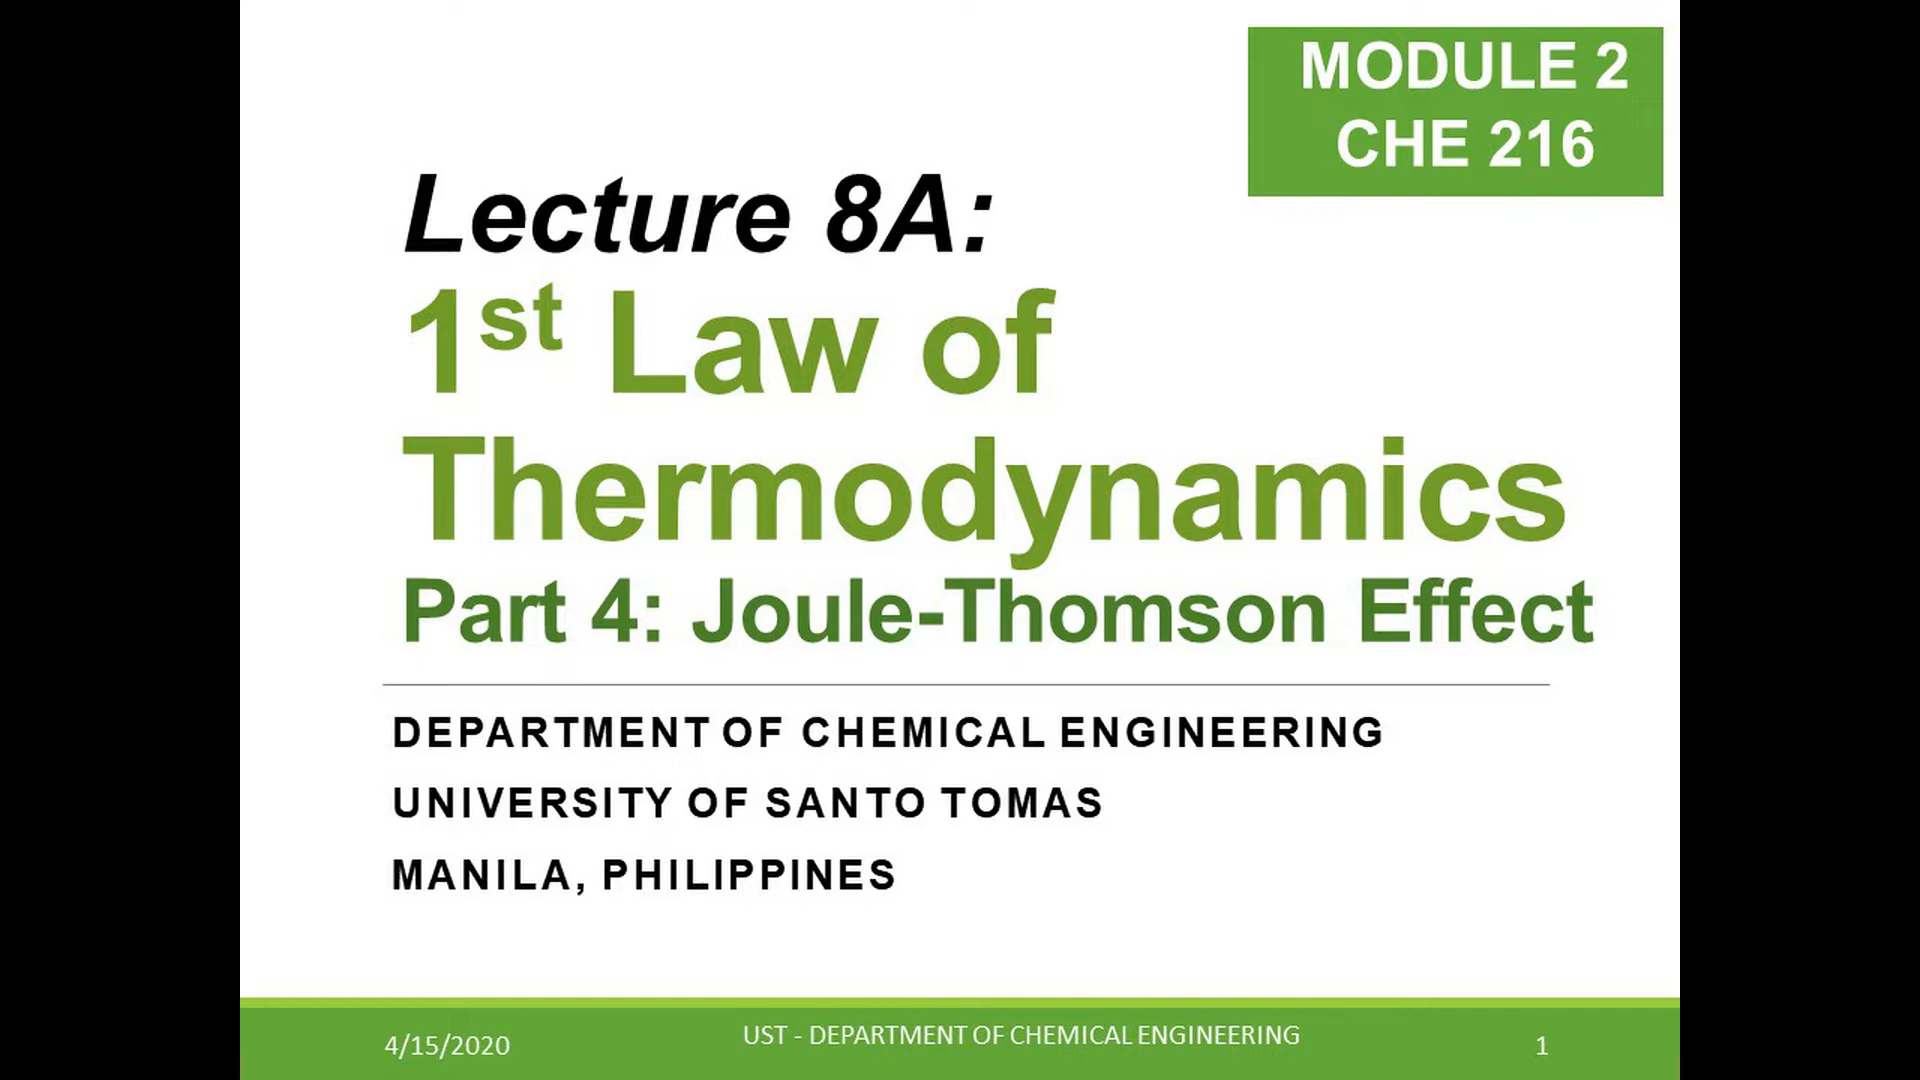 MODULE 2
CHE 216
Lecture 8A:
1st Law of
Thermodynamics
Part 4: Joule-Thomson Effect
DEPARTMENT OF CHEMICAL ENGINEERING
UNIVERSITY OF SANTO TOMAS
MANILA, PHILIPPINES
4/15/2020
UST - DEPARTMENT OF CHEMICAL ENGINEERING
1